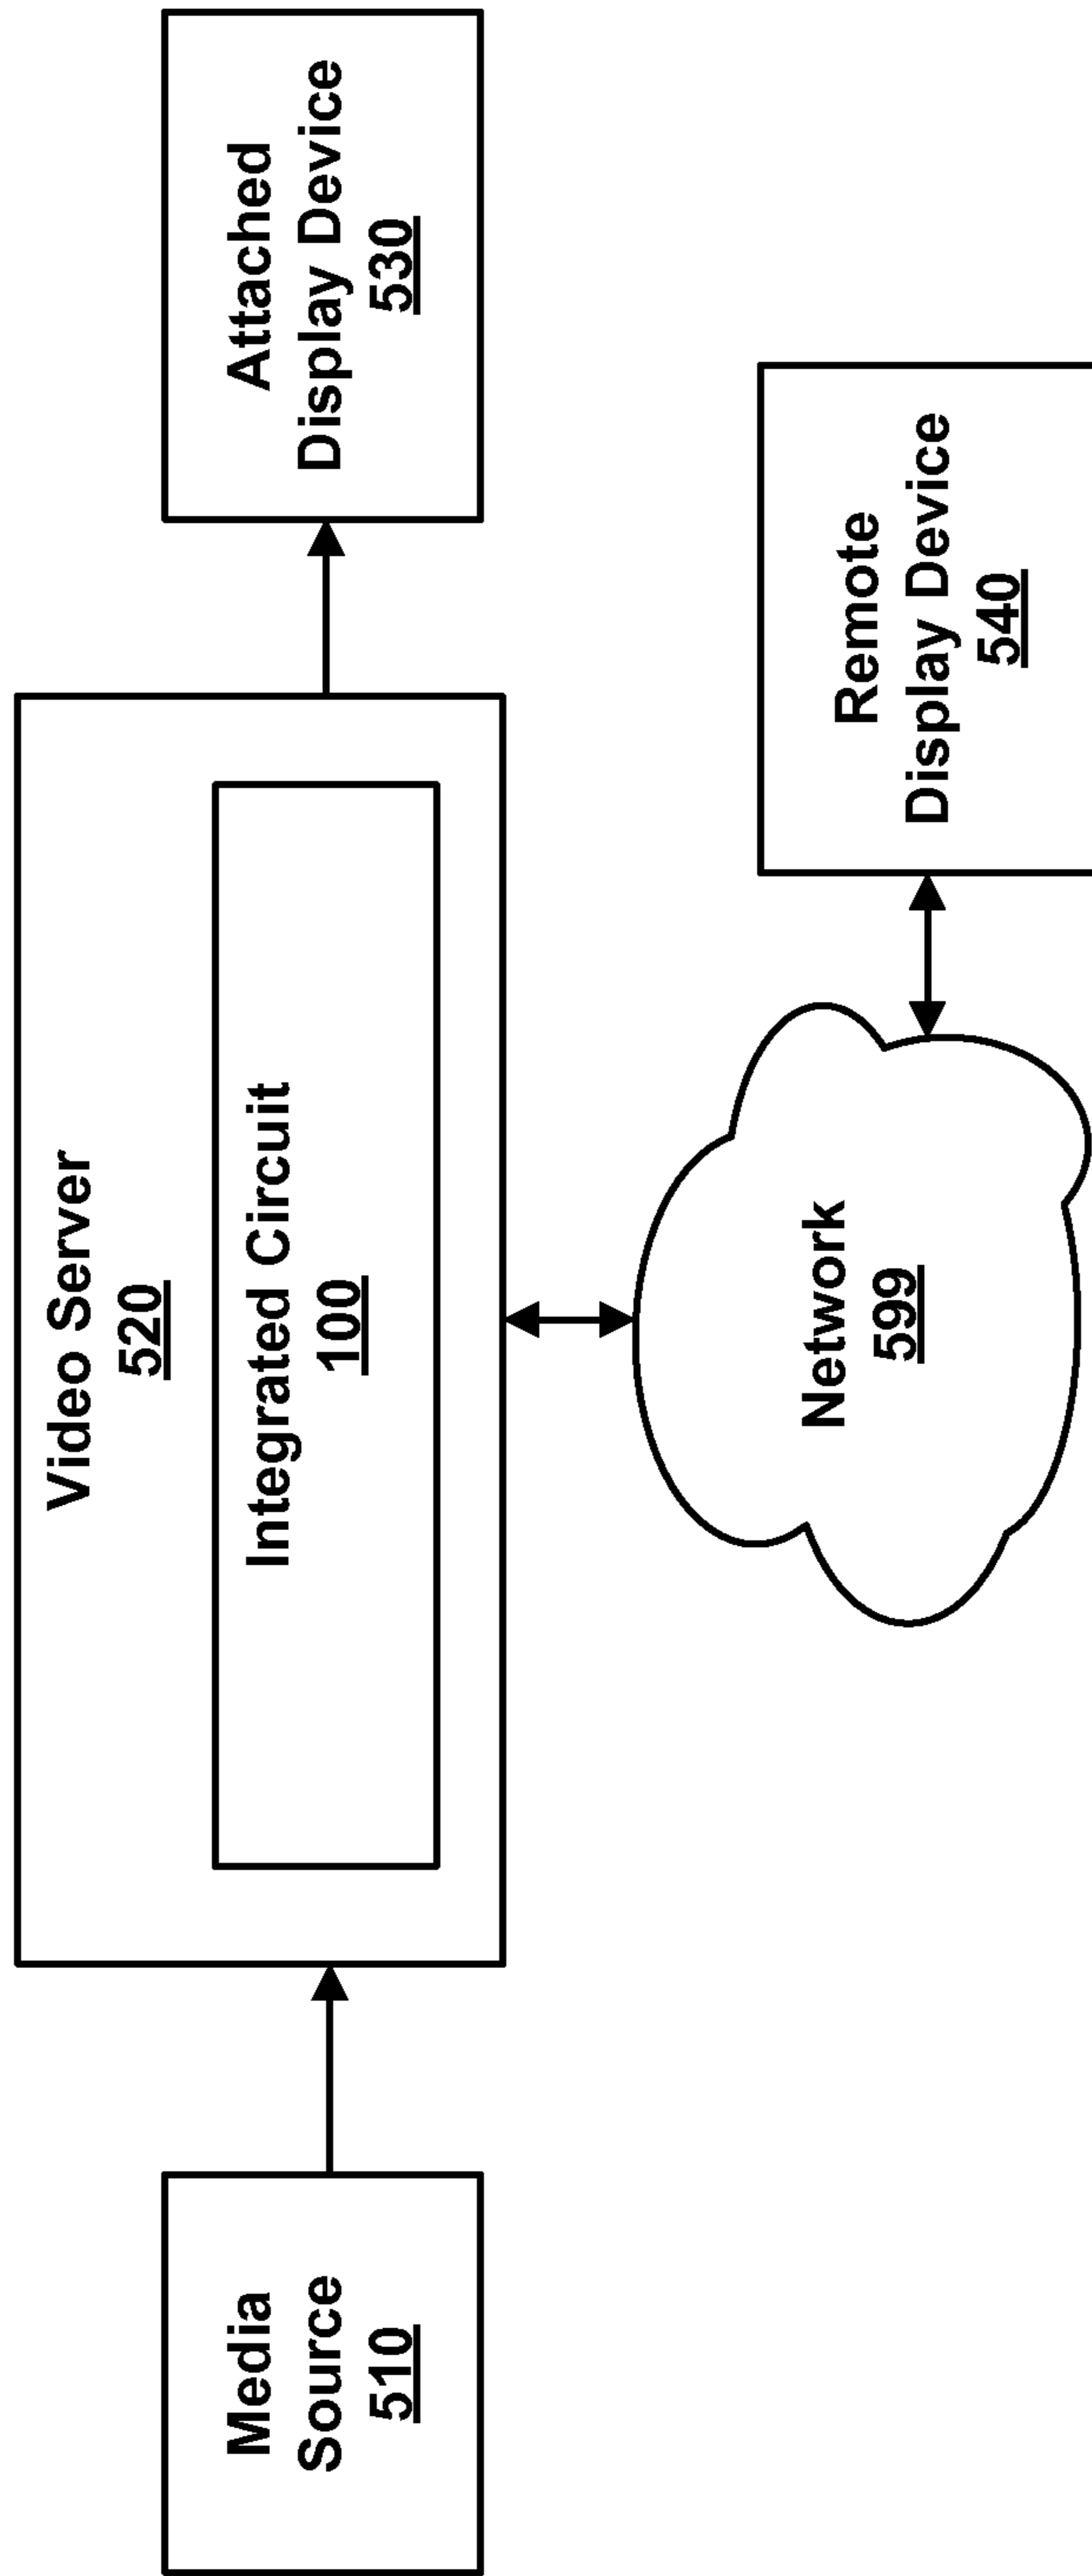 Video Server
520
Integrated Circuit
100
Media
Source
510
Attached
Display Device
530
Network
599
Remote
Display Device
540